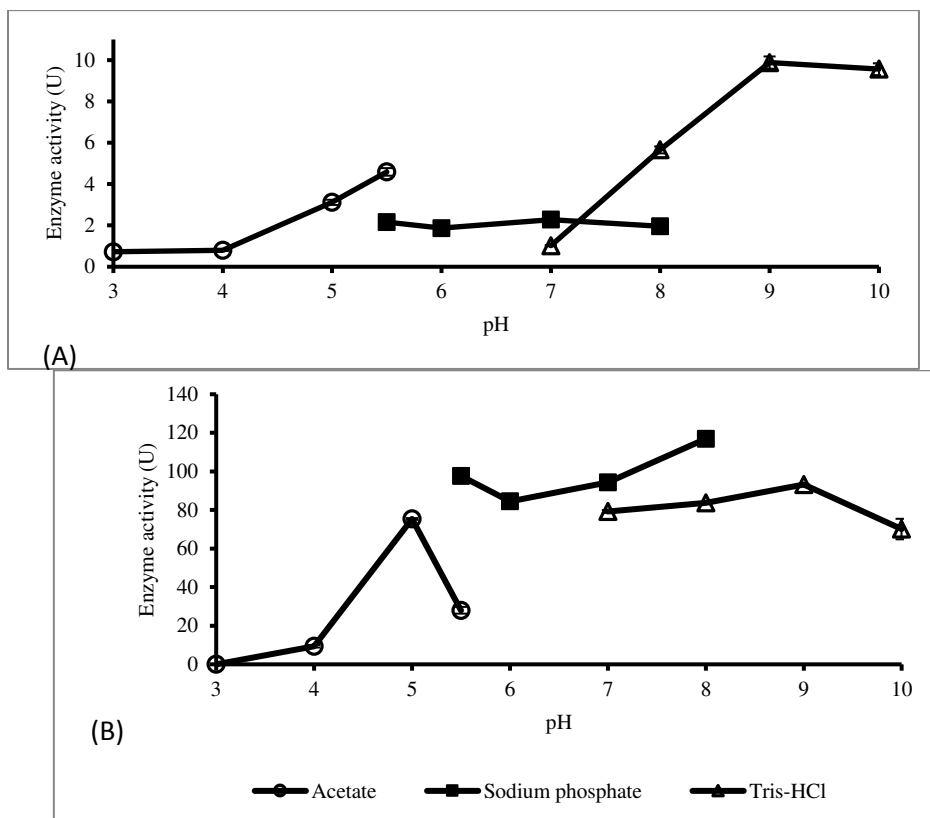 Enzyme activity (U)
10
8
6
4
2
0
3 4 5 6 7 8 9 10
pH
(A)
Enzyme activity (U)
140
120
100
80
60
40
20
0
3 4 5 6 7 8 9 10
pH
(B)
Acetate Sodium phosphate Tris-HCl